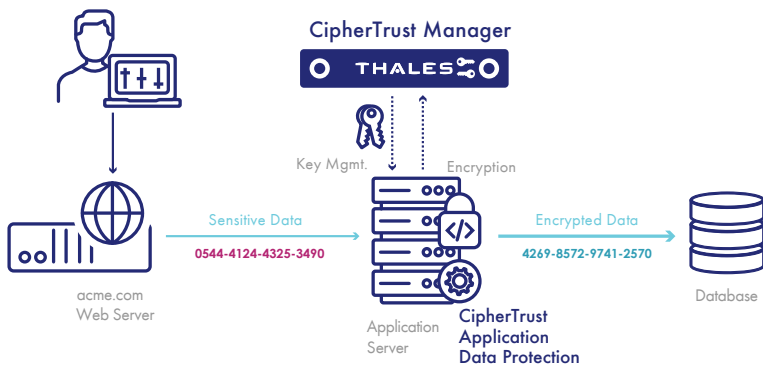 CipherTrust Manager
THALES
Key Mgmt.
Encryption
Sensitive Data
0544-4124-4325-3490
Encrypted Data
4269-8572-9741-2570
acme.com
Web Server
Application
Server
CipherTrust
Application
Data Protection
Database